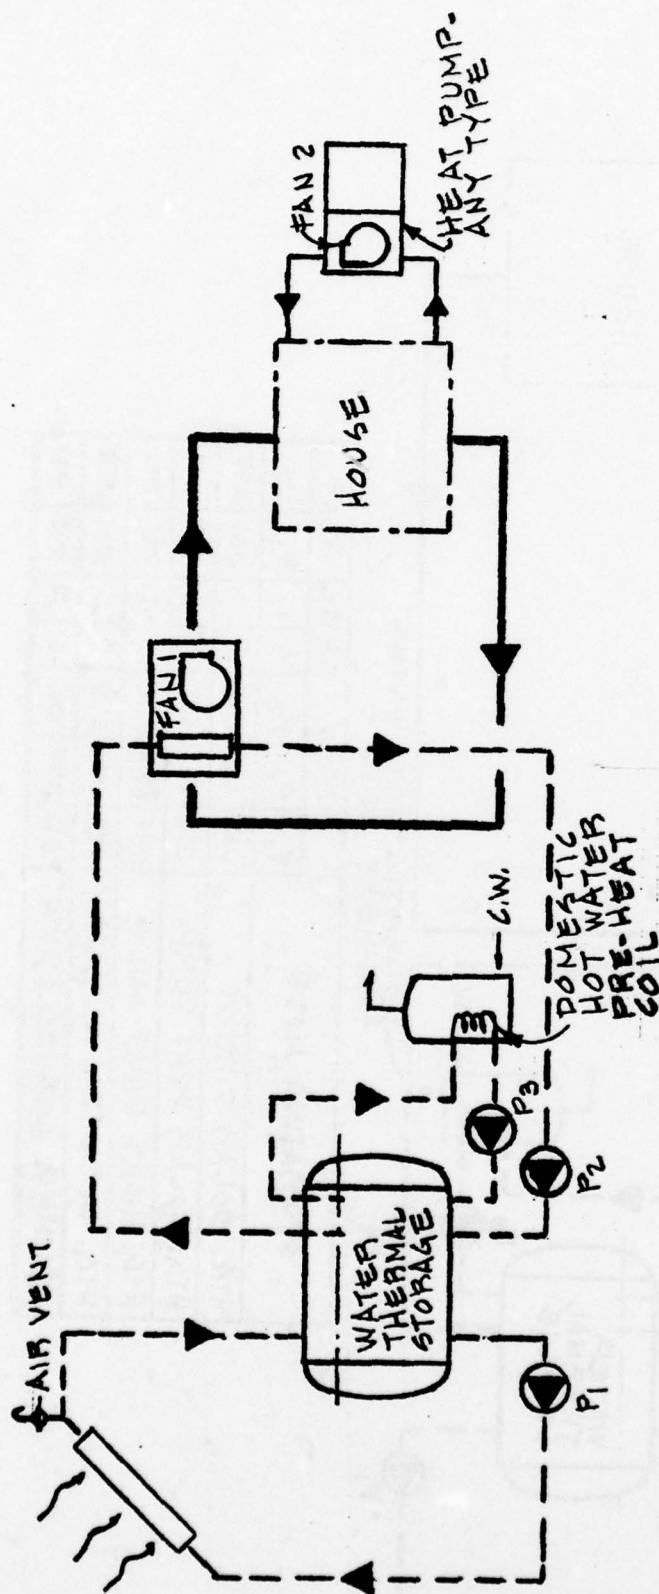 AIR VENT
WATER
THERMAL
STORAGE
P1
P2
P3
DOMESTIC
HOT WATER
PRE-HEAT
COIL
C.W.
FAN 1
HOUSE
FAN 2
HEAT PUMP-
ANY TYPE